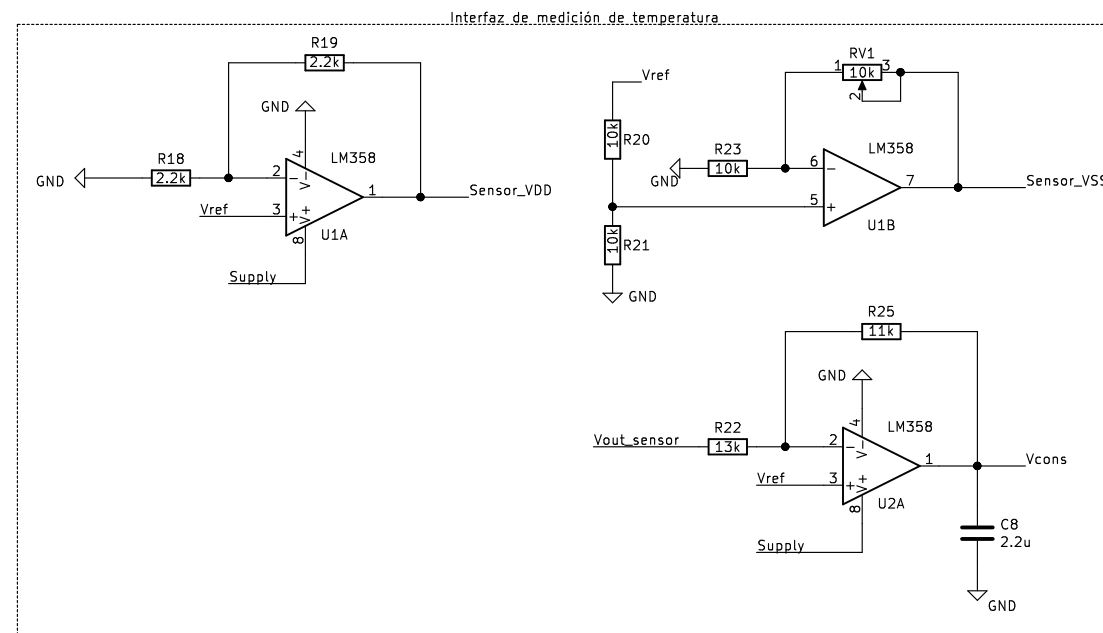 Interfaz de medición de temperatura
R19
2.2k
GND
4
LM358
R18
2.2k
GND
2
−
V-
1
Sensor_VDD
Vref
3
+
V+
8
U1A
Supply
Vref
RV1
1
10k
3
2
R20
10k
R23
10k
GND
LM358
6
−
7
5
+
U1B
R21
10k
GND
R25
11k
GND
4
LM358
Vout_sensor
R22
13k
2
−
V-
1
Vcons
Vref
3
+
V+
8
U2A
Supply
C8
2.2u
GND